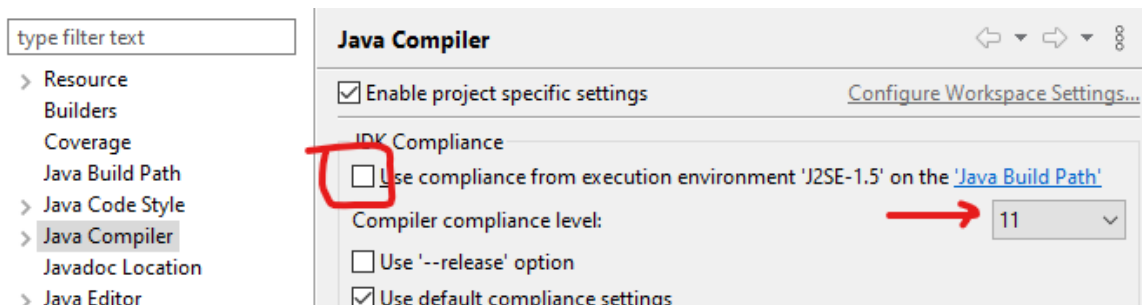 type filter text
Resource
Builders
Coverage
Java Build Path
Java Code Style
Java Compiler
Javadoc Location
Java Editor
Java Compiler
Enable project specific settings
Configure Workspace Settings...
JDK Compliance
Use compliance from execution environment 'J2SE-1.5' on the 'Java Build Path'
Compiler compliance level:
11
Use '--release' option
Use default compliance settings